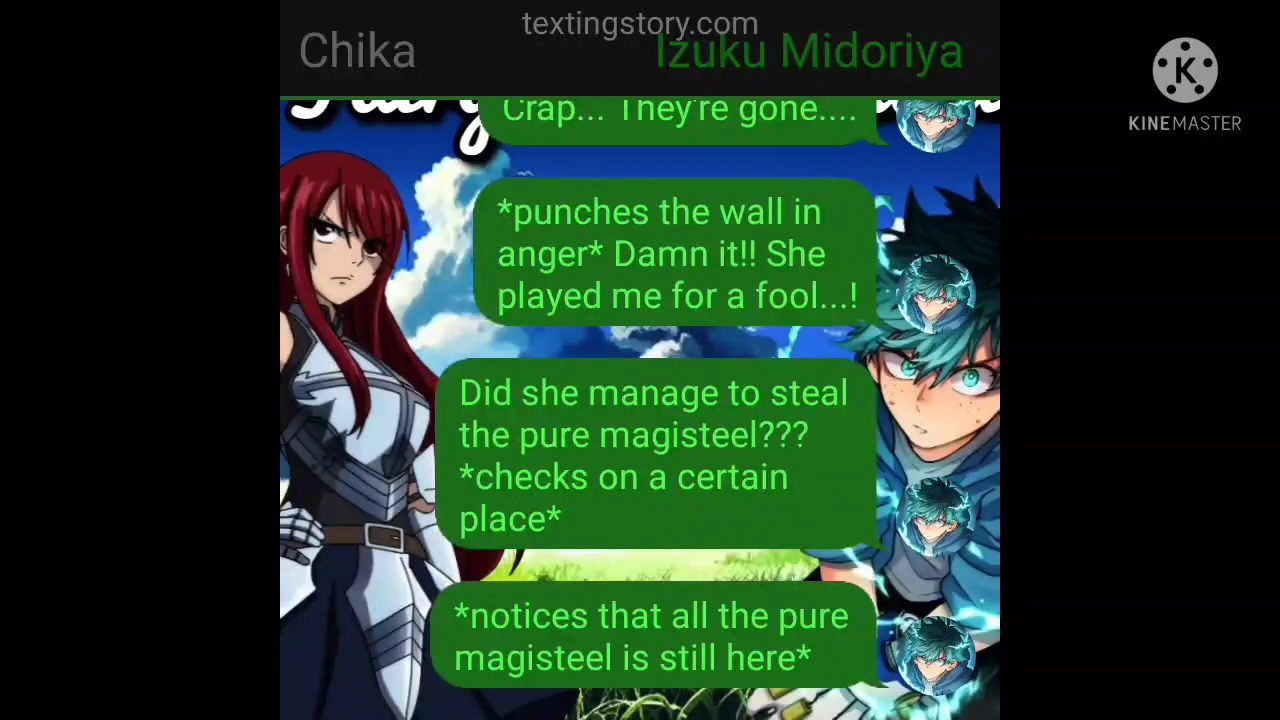 textingstory.com
Chika
Izuku Midoriya
K
KINEMASTER
Crap... They're gone....
*punches the wall in
anger* Damn it!! She
played me for a fool...!
Did she manage to steal
the pure magisteel???
*checks on a certain
place*
*notices that all the pure
magisteel is still here*